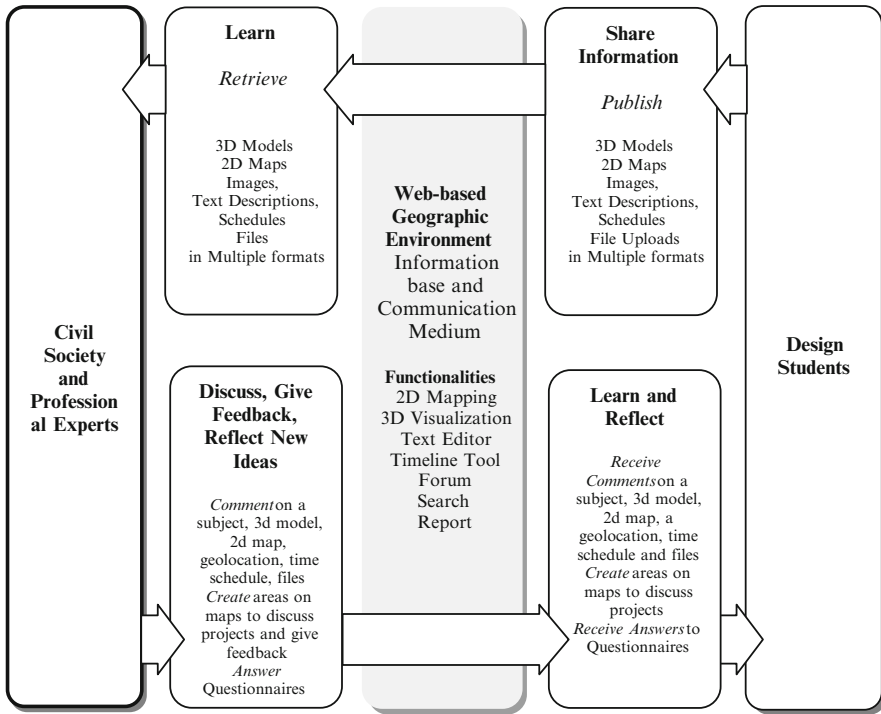 Civil
Society
and
Profession
al Experts
Learn
Retrieve
3D Models
2D Maps
Images,
Text Descriptions,
Schedules
Files
in Multiple formats
Discuss, Give
Feedback,
Reflect New
Ideas
Comment on a
subject, 3d model,
2d map,
geolocation, time
schedule, files
Create areas on
maps to discuss
projects and give
feedback
Answer
Questionnaires
Web-based
Geographic
Environment
Information
base and
Communication
Medium
Functionalities
2D Mapping
3D Visualization
Text Editor
Timeline Tool
Forum
Search
Report
Share
Information
Publish
3D Models
2D Maps
Images,
Text Descriptions,
Schedules
File Uploads
in Multiple formats
Learn and
Reflect
Receive
Comments on a
subject, 3d model,
2d map, a
geolocation, time
schedule and files
Create areas on
maps to discuss
projects
Receive Answers to
Questionnaires
Design
Students